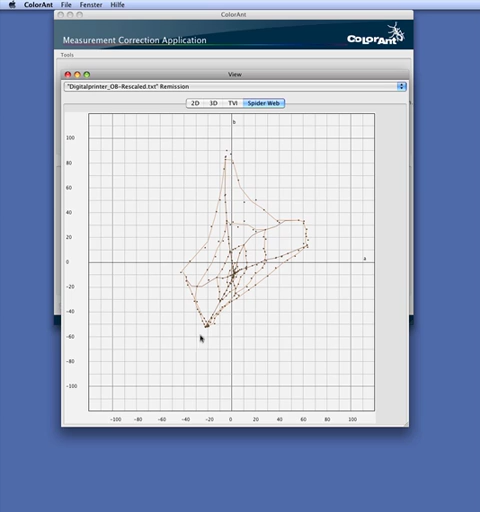 ColorAnt File Fenster Hilfe
ColorAnt
Measurement Correction Application
ColorAnt
Tools
View
"Digitalprinter_OB-Rescaled.txt" Remission
2D 3D TVI Spider Web
b
100
80
60
40
20
0
a
-20
-40
-60
-80
-100
-100 -80 -60 -40 -20 0 20 40 60 80 100